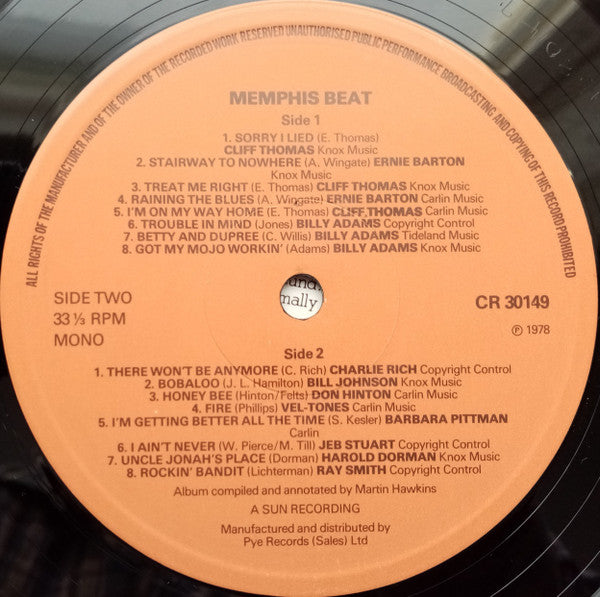 ALL RIGHTS OF THE MANUFACTURER AND OF THE OWNER OF THE RECORDED WORK RESERVED UNAUTHORISED PUBLIC PERFORMANCE BROADCASTING AND COPYING OF THIS RECORD PROHIBITED
MEMPHIS BEAT
Side 1
1. SORRY I LIED (E. Thomas)
CLIFF THOMAS Knox Music
2. STAIRWAY TO NOWHERE (A. Wingate) ERNIE BARTON
Knox Music
3. TREAT ME RIGHT (E. Thomas) CLIFF THOMAS Knox Music
4. RAINING THE BLUES (A. Wingate) ERNIE BARTON Carlin Music
5. I'M ON MY WAY HOME (E. Thomas) CLIFF THOMAS Carlin Music
6. TROUBLE IN MIND (Jones) BILLY ADAMS Copyright Control
7. BETTY AND DUPREE (C. Willis) BILLY ADAMS Tideland Music
8. GOT MY MOJO WORKIN' (Adams) BILLY ADAMS Knox Music
SIDE TWO
33 ⅓ RPM
MONO
CR 30149
℗ 1978
Side 2
1. THERE WON'T BE ANYMORE (C. Rich) CHARLIE RICH Copyright Control
2. BOBALOO (J. L. Hamilton) BILL JOHNSON Knox Music
3. HONEY BEE (Hinton/Felts) DON HINTON Carlin Music
4. FIRE (Phillips) VEL-TONES Carlin Music
5. I'M GETTING BETTER ALL THE TIME (S. Kesler) BARBARA PITTMAN
Carlin
6. I AIN'T NEVER (W. Pierce/M. Till) JEB STUART Copyright Control
7. UNCLE JONAH'S PLACE (Dorman) HAROLD DORMAN Knox Music
8. ROCKIN' BANDIT (Lichterman) RAY SMITH Copyright Control
Album compiled and annotated by Martin Hawkins
A SUN RECORDING
Manufactured and distributed by
Pye Records (Sales) Ltd